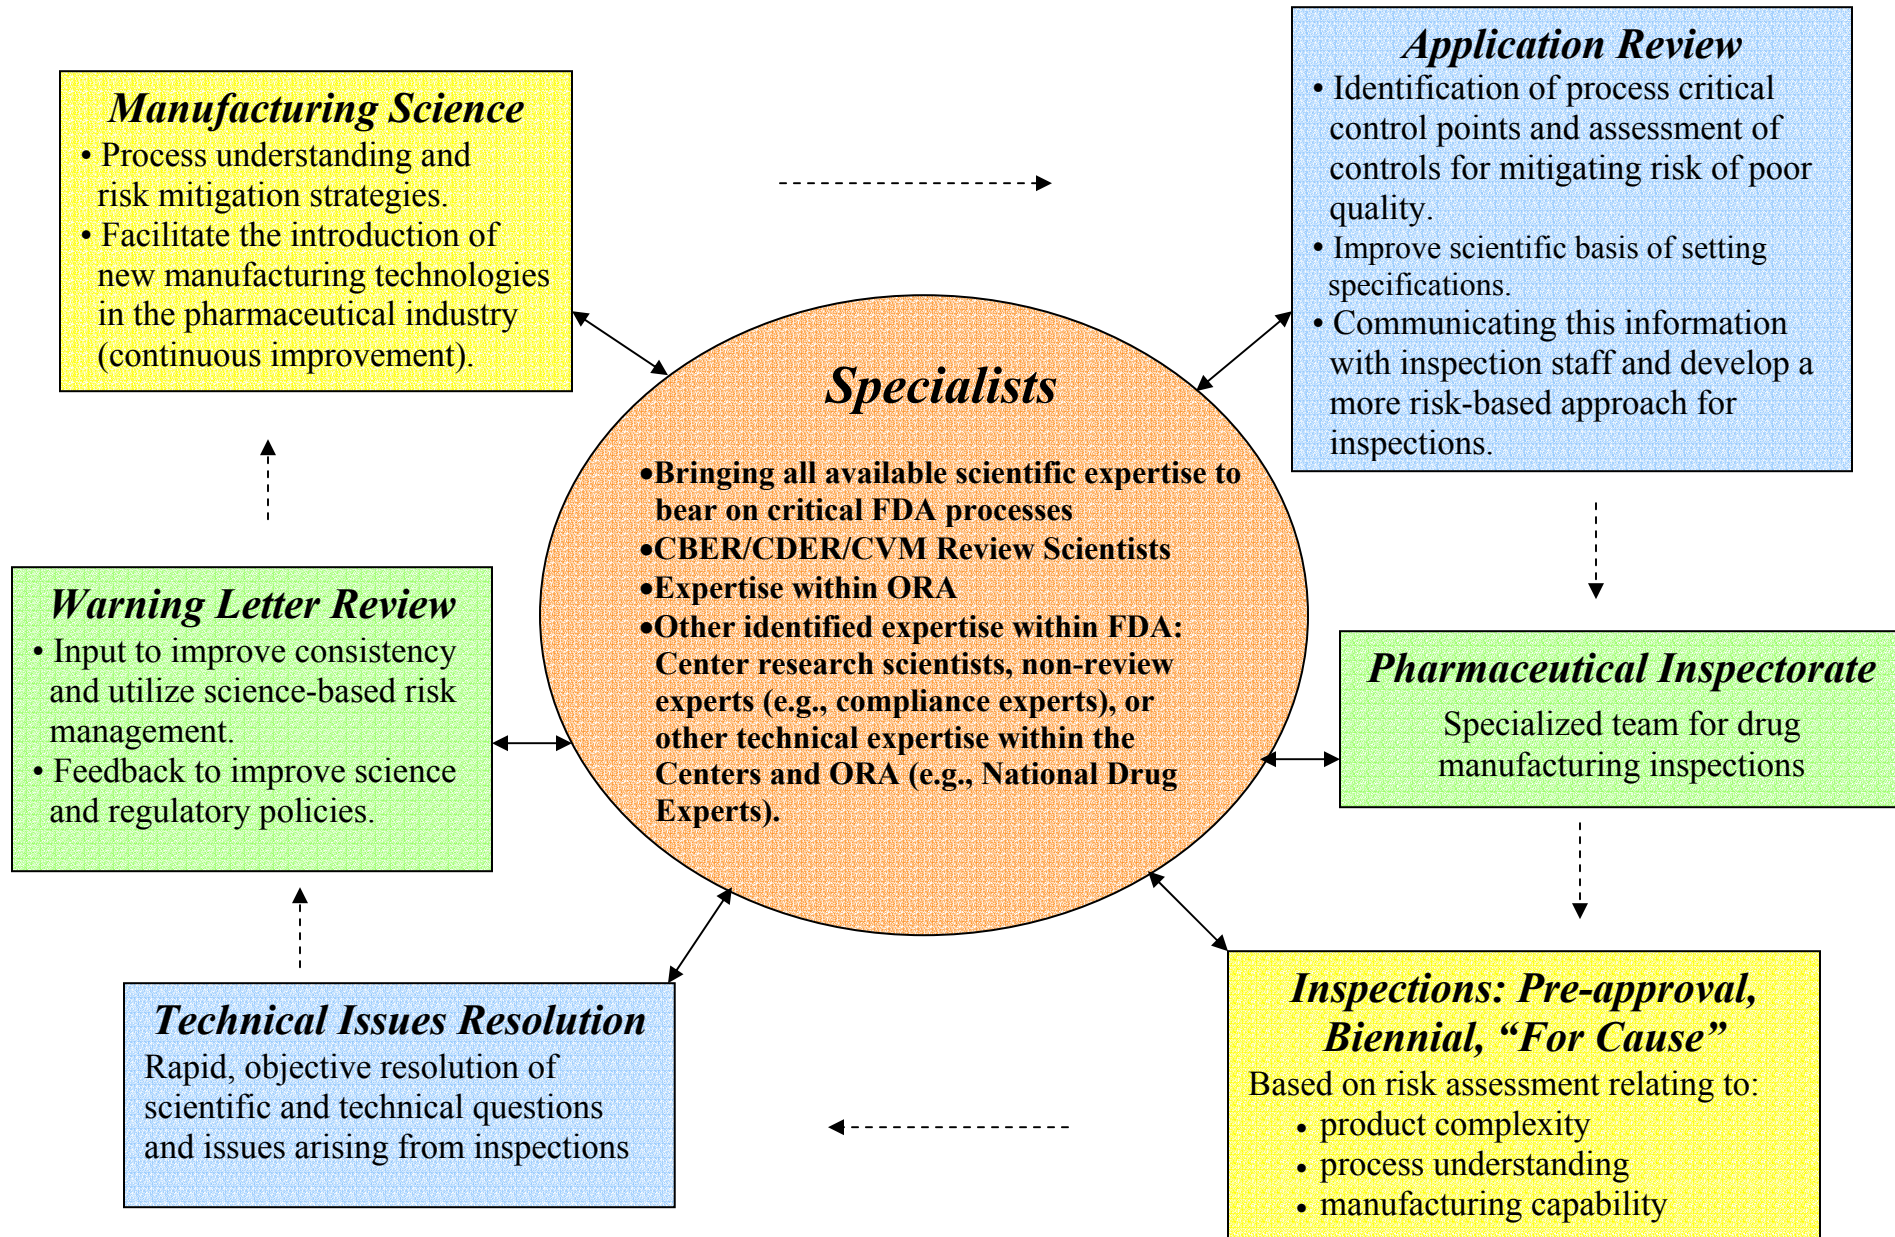 Manufacturing Science
• Process understanding and
risk mitigation strategies.
• Facilitate the introduction of
new manufacturing technologies
in the pharmaceutical industry
(continuous improvement).
Application Review
• Identification of process critical
control points and assessment of
controls for mitigating risk of poor
quality.
• Improve scientific basis of setting
specifications.
• Communicating this information
with inspection staff and develop a
more risk-based approach for
inspections.
Specialists
•Bringing all available scientific expertise to
bear on critical FDA processes
•CBER/CDER/CVM Review Scientists
•Expertise within ORA
•Other identified expertise within FDA:
Center research scientists, non-review
experts (e.g., compliance experts), or
other technical expertise within the
Centers and ORA (e.g., National Drug
Experts).
Warning Letter Review
• Input to improve consistency
and utilize science-based risk
management.
• Feedback to improve science
and regulatory policies.
Pharmaceutical Inspectorate
Specialized team for drug
manufacturing inspections
Technical Issues Resolution
Rapid, objective resolution of
scientific and technical questions
and issues arising from inspections
Inspections: Pre-approval,
Biennial, “For Cause”
Based on risk assessment relating to:
• product complexity
• process understanding
• manufacturing capability